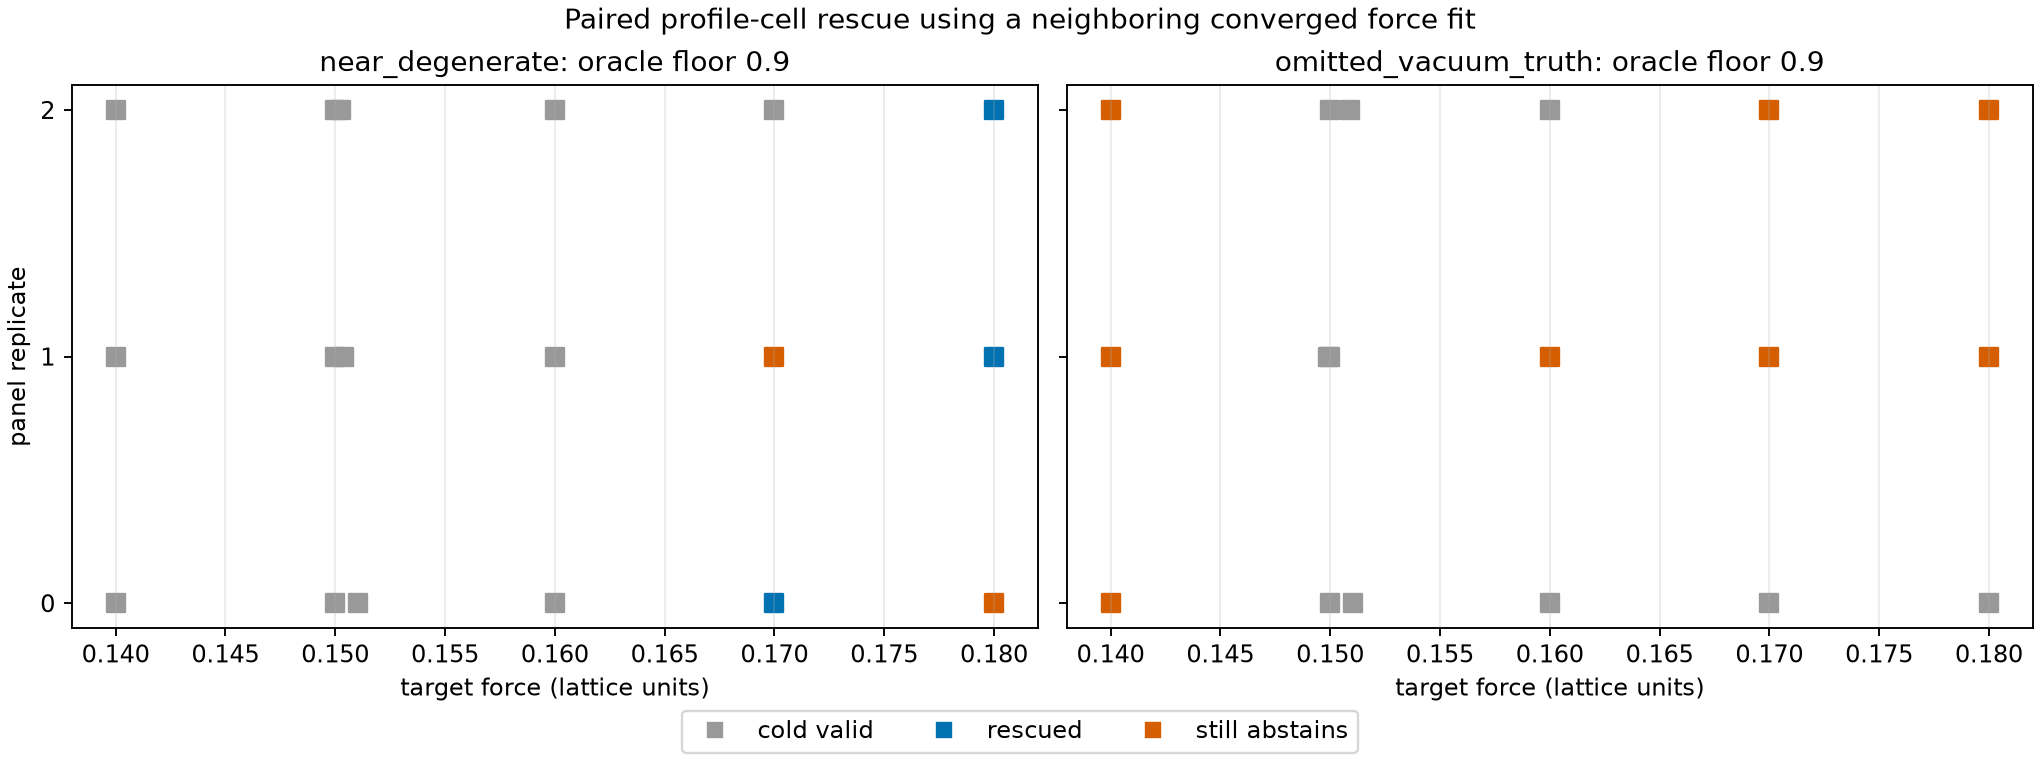 Paired profile-cell rescue using a neighboring converged force fit
near_degenerate: oracle floor 0.9
omitted_vacuum_truth: oracle floor 0.9
panel replicate
2
1
0
0.140 0.145 0.150 0.155 0.160 0.165 0.170 0.175 0.180
0.140 0.145 0.150 0.155 0.160 0.165 0.170 0.175 0.180
target force (lattice units)
target force (lattice units)
cold valid rescued still abstains